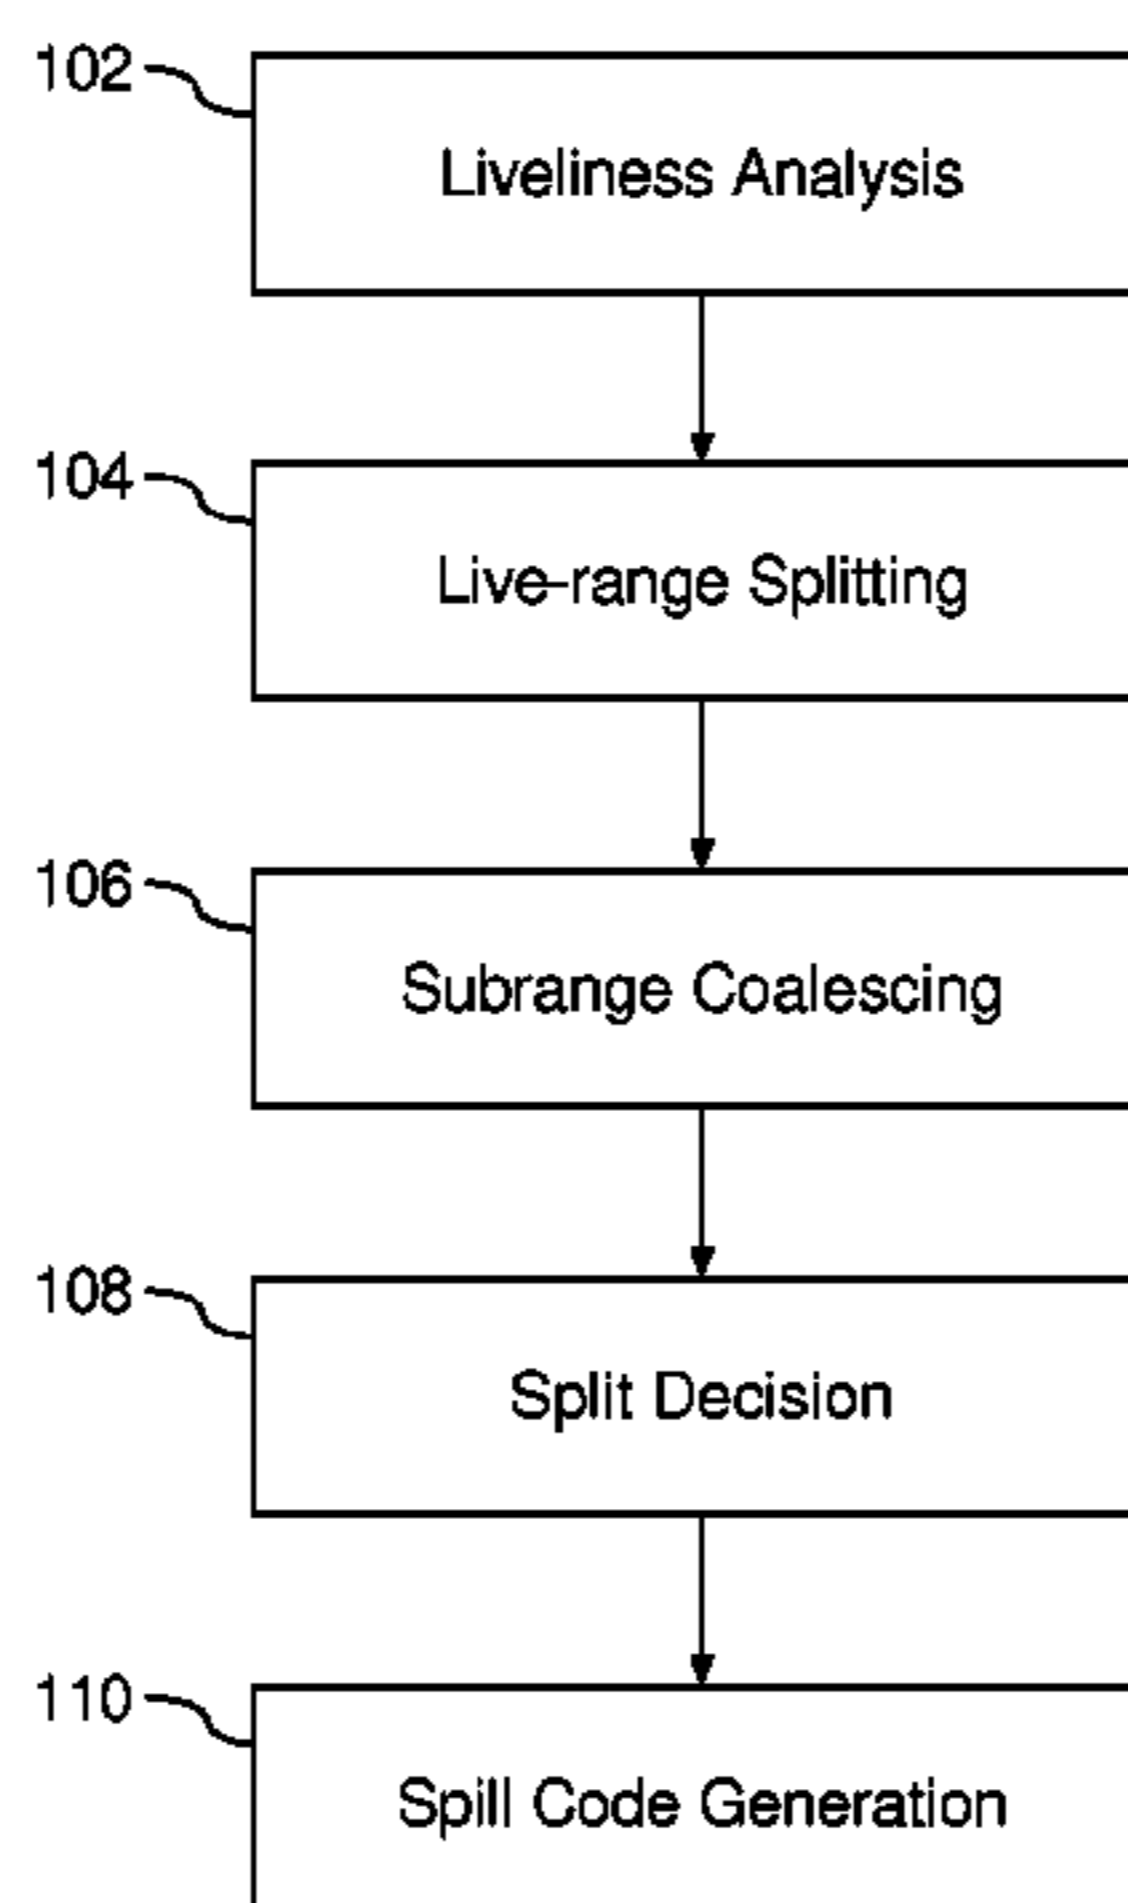 102
Liveliness Analysis
104
Live-range Splitting
106
Subrange Coalescing
108
Split Decision
110
Spill Code Generation